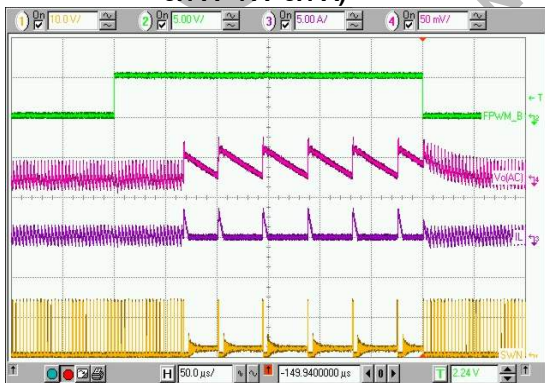 1 On 10.0 V/ 2 On 5.00 V/ 3 On 5.00 A/ 4 On 50 mV/
T
FPWM_B
Vo(AC)
IL
SWN
H 50.0 µs/ -149.9400000 µs 0 T 2.24 V